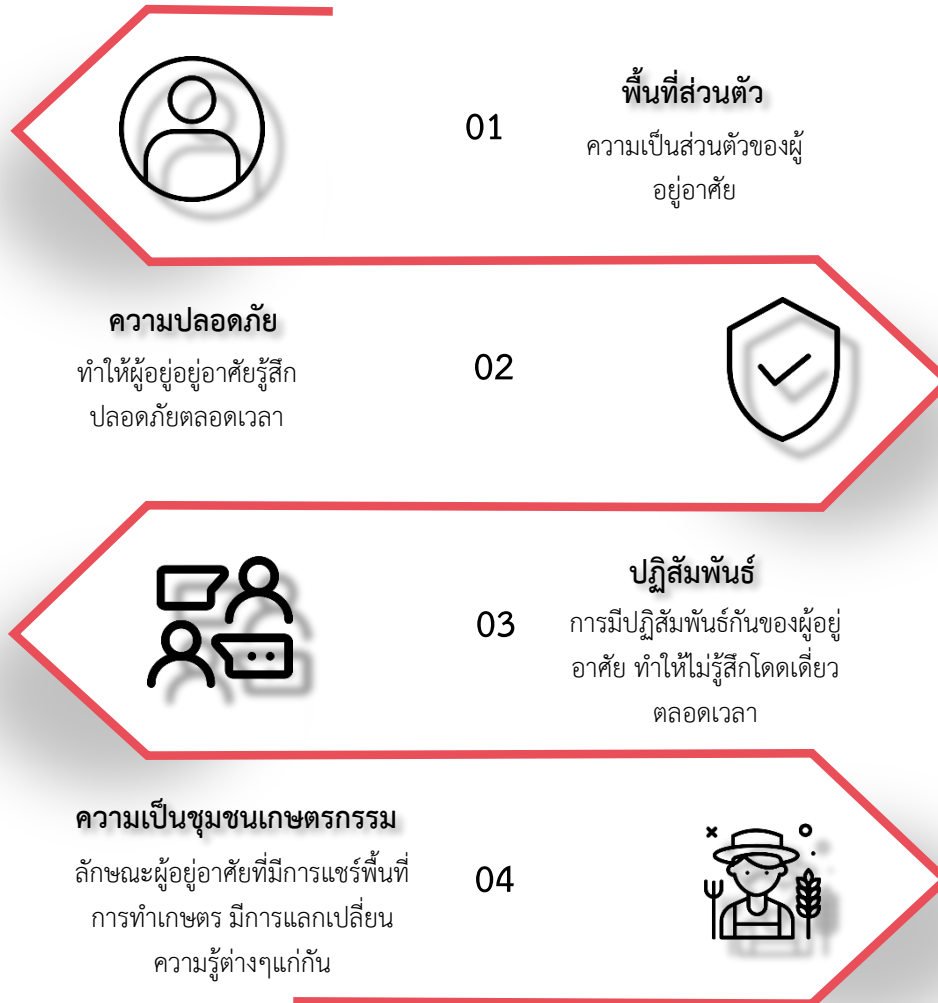 01
พื้นที่ส่วนตัว
ความเป็นส่วนตัวของผู้
อยู่อาศัย
ความปลอดภัย
ทำให้ผู้อยู่อยู่อาศัยรู้สึก
ปลอดภัยตลอดเวลา
02
03
ปฏิสัมพันธ์
การมีปฏิสัมพันธ์กันของผู้อยู่
อาศัย ทำให้ไม่รู้สึกโดดเดี่ยว
ตลอดเวลา
ความเป็นชุมชนเกษตรกรรม
ลักษณะผู้อยู่อาศัยที่มีการแชร์พื้นที่
การทำเกษตร มีการแลกเปลี่ยน
ความรู้ต่างๆแก่กัน
04